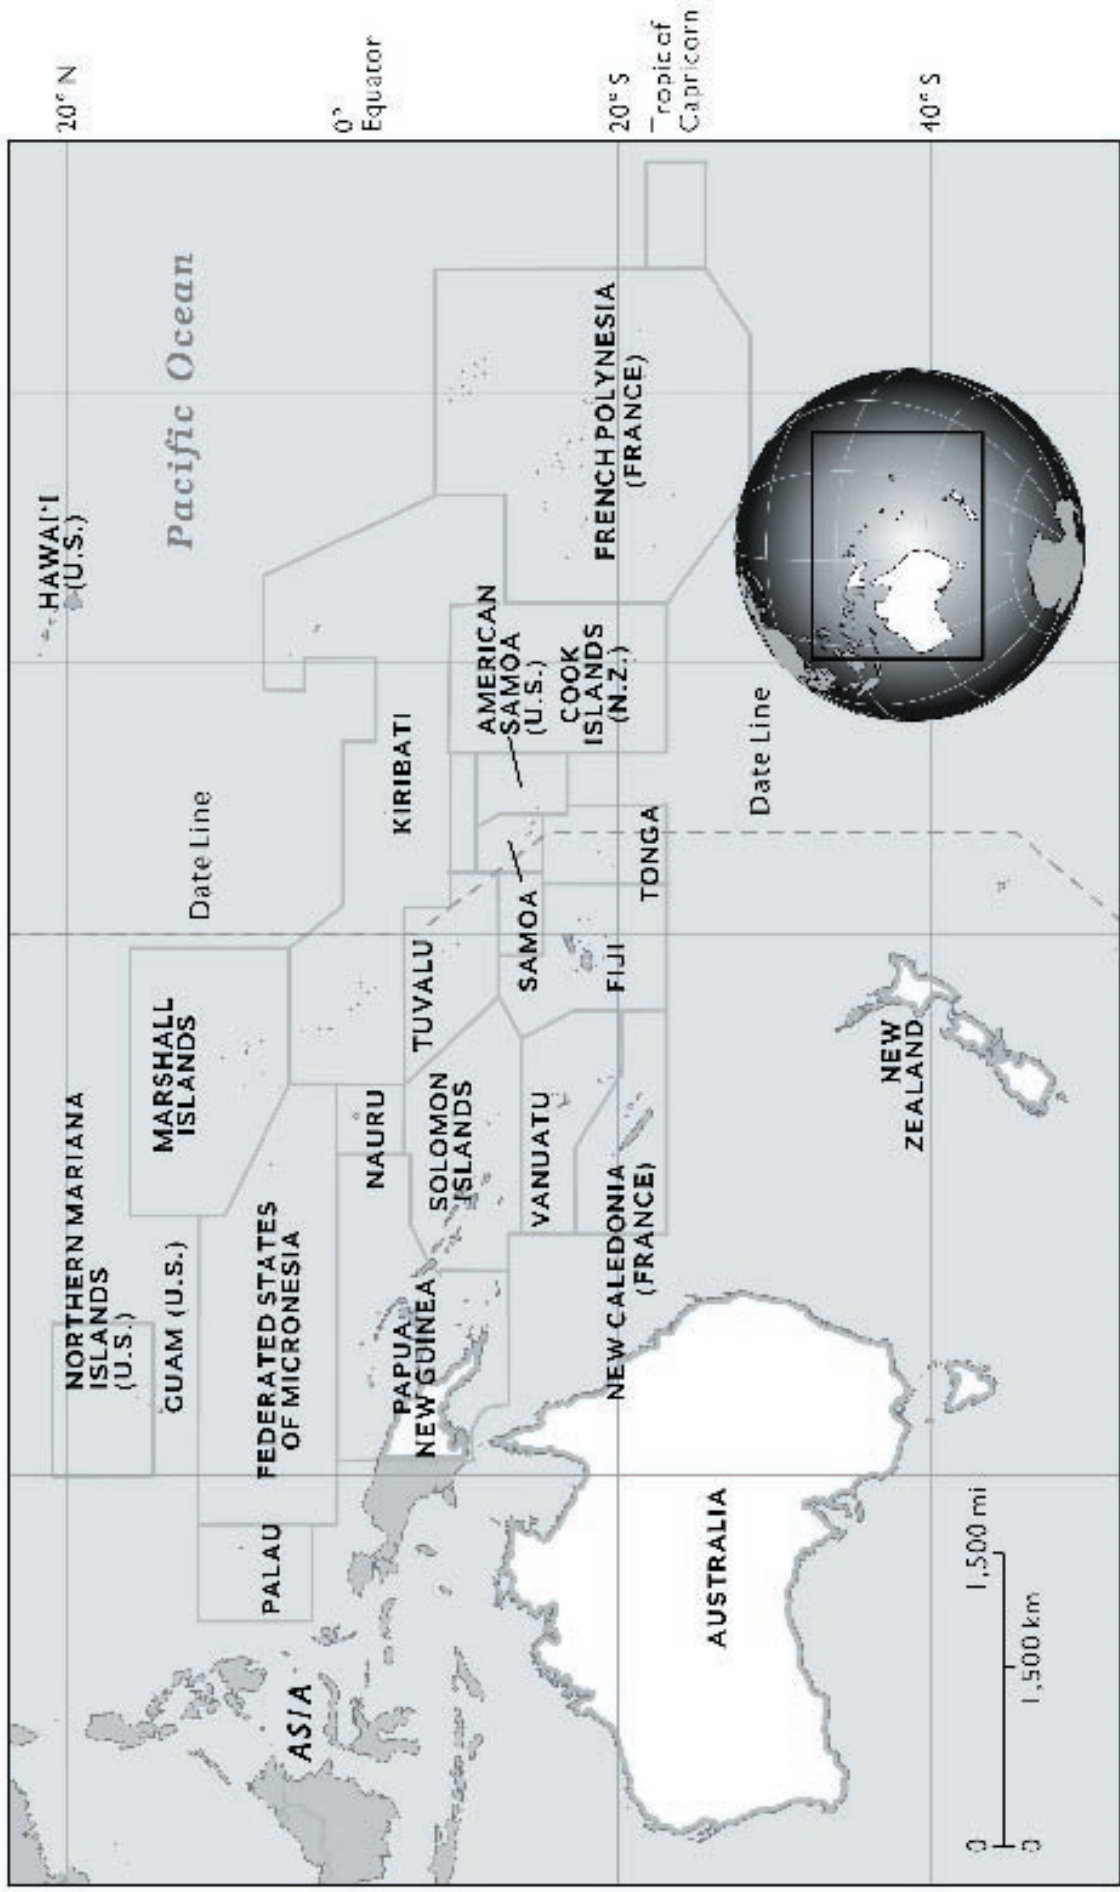 20° N
0°
Equator
20° S
Tropic of
Capricorn
40° S
HAWAI'I
(U.S.)
Pacific Ocean
Date Line
NORTHERN MARIANA
ISLANDS
(U.S.)
GUAM (U.S.)
MARSHALL
ISLANDS
PALAU
FEDERATED STATES
OF MICRONESIA
ASIA
NAURU
KIRIBATI
PAPUA
NEW GUINEA
SOLOMON
ISLANDS
TUVALU
AMERICAN
SAMOA
(U.S.)
SAMOA
COOK
ISLANDS
(N.Z.)
FRENCH POLYNESIA
(FRANCE)
VANUATU
FIJI
TONGA
NEW CALEDONIA
(FRANCE)
AUSTRALIA
Date Line
NEW
ZEALAND
0
1,500 mi
0
1,500 km